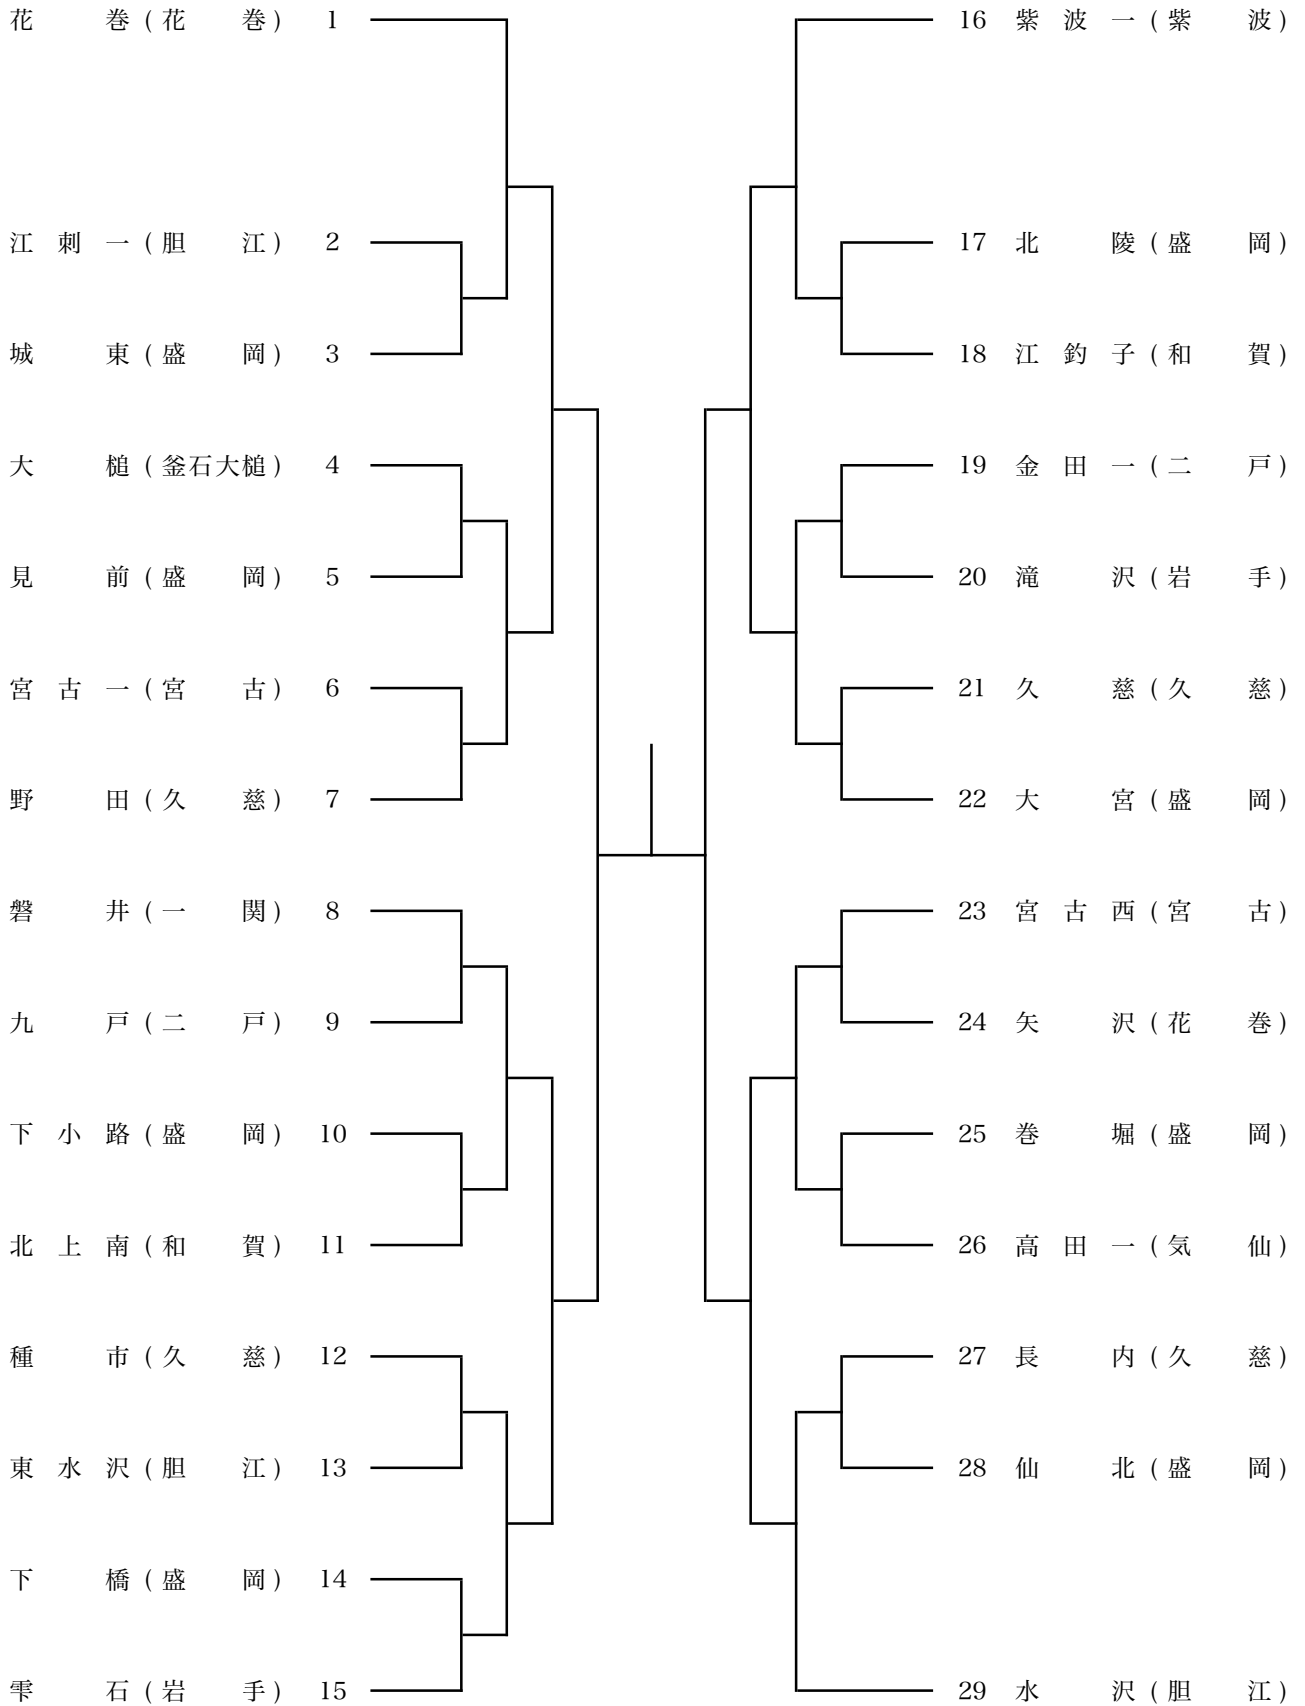 花巻(花巻) 1
江刺一(胆江) 2
城東(盛岡) 3
大槌(釜石大槌) 4
見前(盛岡) 5
宮古一(宮古) 6
野田(久慈) 7
磐井(一関) 8
九戸(二戸) 9
下小路(盛岡) 10
北上南(和賀) 11
種市(久慈) 12
東水沢(胆江) 13
下橋(盛岡) 14
雫石(岩手) 15
16 紫波一(紫波)
17 北陵(盛岡)
18 江釣子(和賀)
19 金田一(二戸)
20 滝沢(岩手)
21 久慈(久慈)
22 大宮(盛岡)
23 宮古西(宮古)
24 矢沢(花巻)
25 巻堀(盛岡)
26 高田一(気仙)
27 長内(久慈)
28 仙北(盛岡)
29 水沢(胆江)